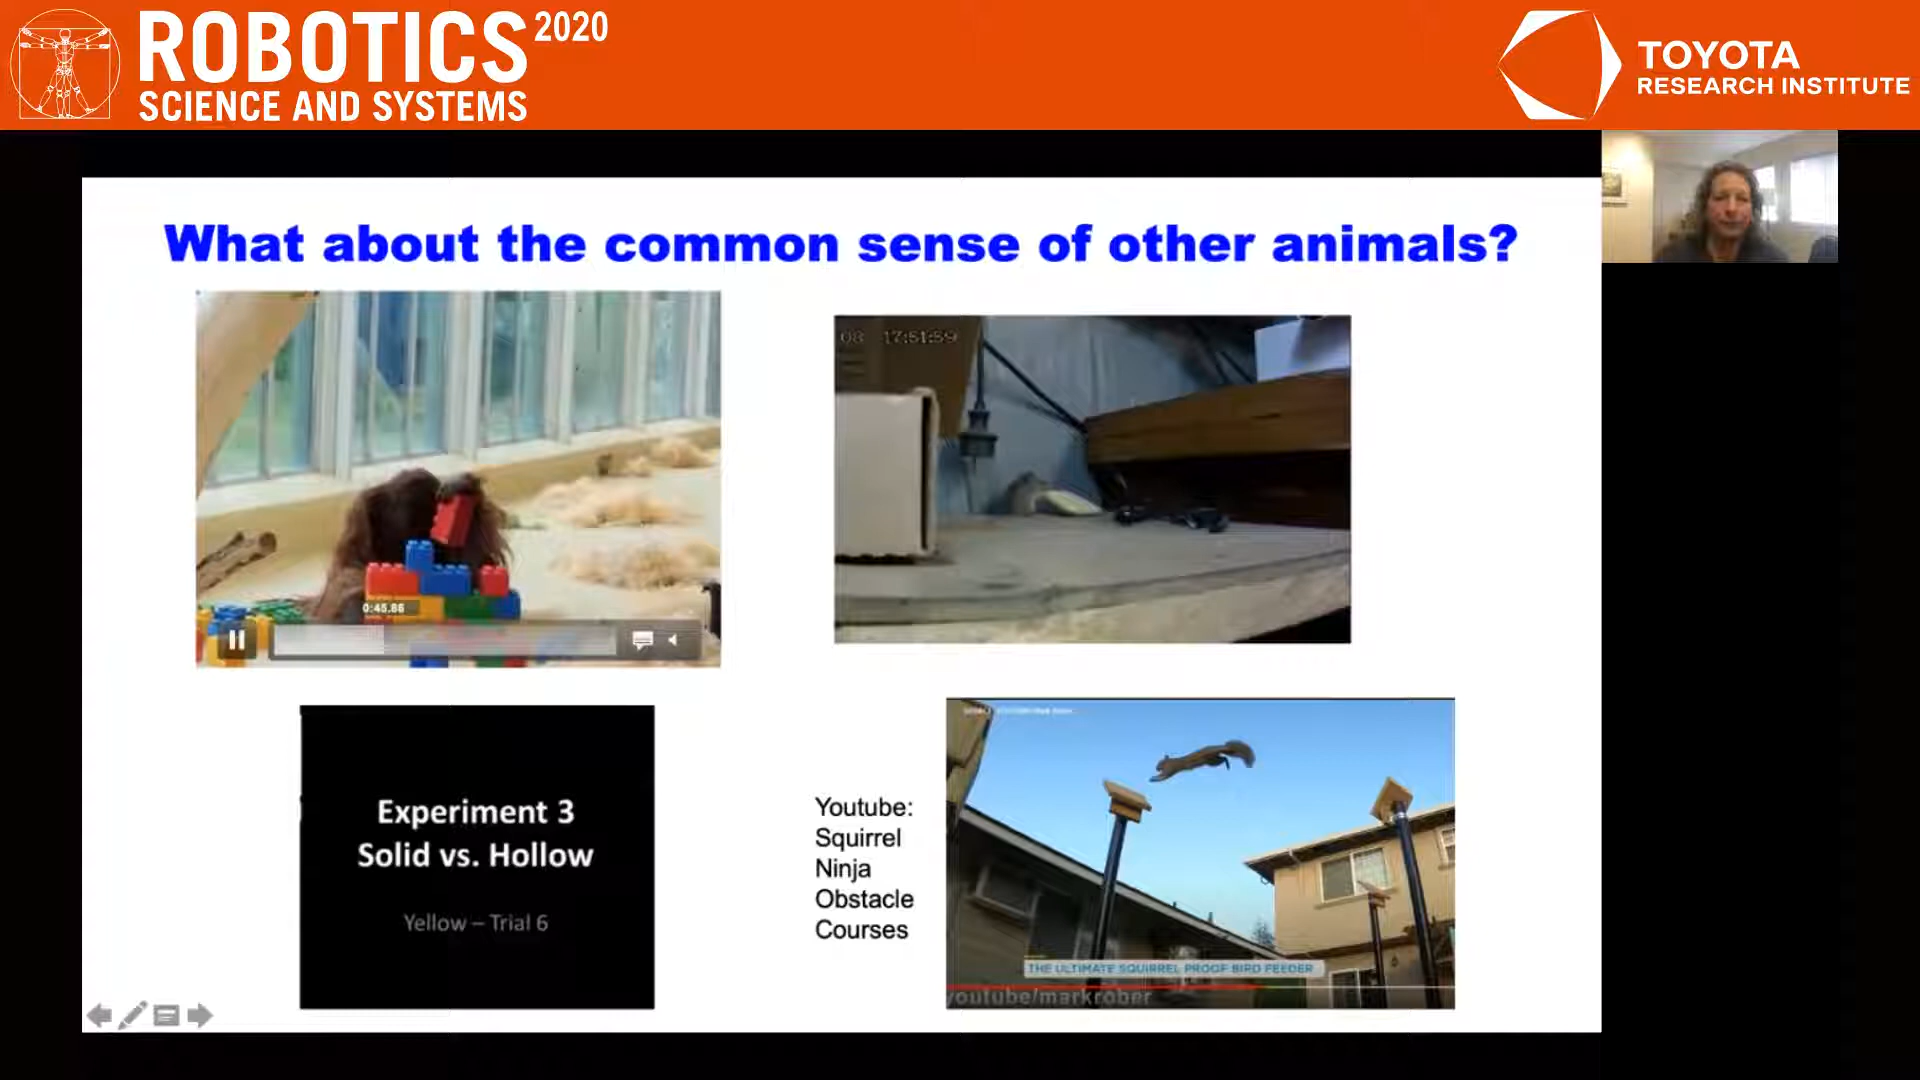 ROBOTICS 2020
SCIENCE AND SYSTEMS
TOYOTA
RESEARCH INSTITUTE
What about the common sense of other animals?
08 17:51:59
0:45.86
Experiment 3
Solid vs. Hollow
Yellow – Trial 6
Youtube:
Squirrel
Ninja
Obstacle
Courses
THE ULTIMATE SQUIRREL PROOF BIRD FEEDER
youtube/markrober